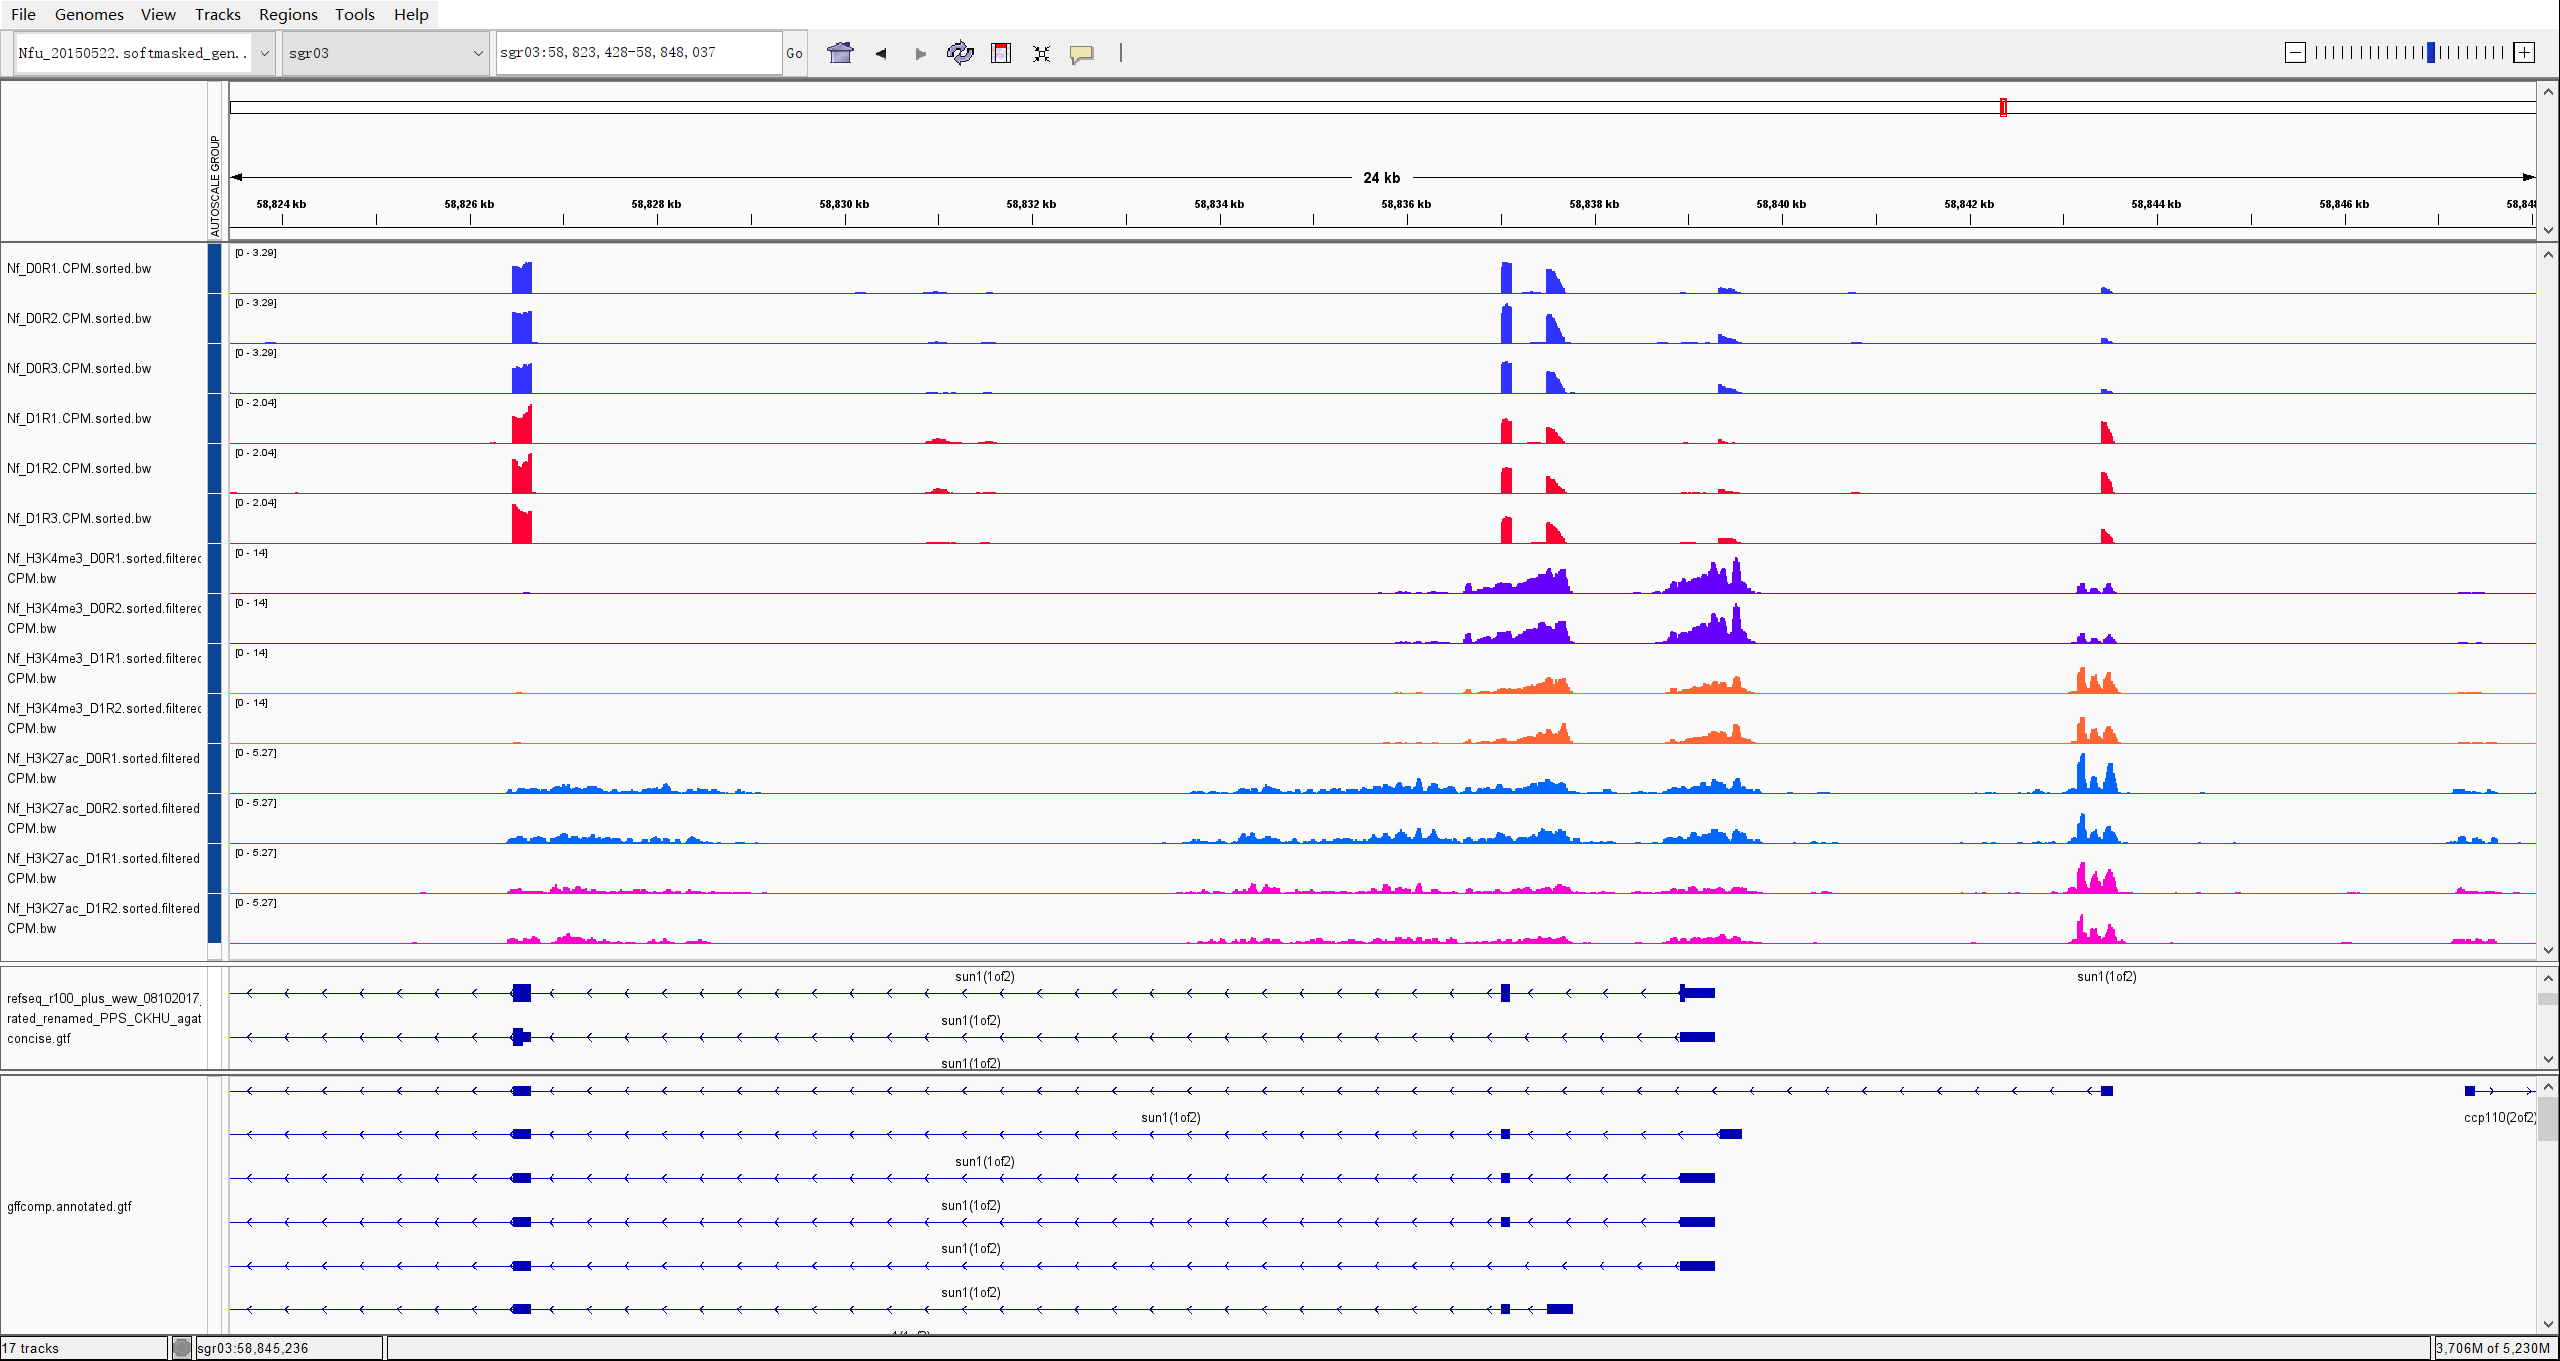 File Genomes View Tracks Regions Tools Help
Nfu_20150522.softmasked_gen.. sgr03 sgr03:58,823,428-58,848,037 Go
AUTOSCALE GROUP
24 kb
58,824 kb 58,826 kb 58,828 kb 58,830 kb 58,832 kb 58,834 kb 58,836 kb 58,838 kb 58,840 kb 58,842 kb 58,844 kb 58,846 kb 58,848
[0 - 3.29]
Nf_D0R1.CPM.sorted.bw
[0 - 3.29]
Nf_D0R2.CPM.sorted.bw
[0 - 3.29]
Nf_D0R3.CPM.sorted.bw
[0 - 2.04]
Nf_D1R1.CPM.sorted.bw
[0 - 2.04]
Nf_D1R2.CPM.sorted.bw
[0 - 2.04]
Nf_D1R3.CPM.sorted.bw
[0 - 14]
Nf_H3K4me3_D0R1.sorted.filtered
CPM.bw
[0 - 14]
Nf_H3K4me3_D0R2.sorted.filtered
CPM.bw
[0 - 14]
Nf_H3K4me3_D1R1.sorted.filtered
CPM.bw
[0 - 14]
Nf_H3K4me3_D1R2.sorted.filtered
CPM.bw
[0 - 5.27]
Nf_H3K27ac_D0R1.sorted.filtered
CPM.bw
[0 - 5.27]
Nf_H3K27ac_D0R2.sorted.filtered
CPM.bw
[0 - 5.27]
Nf_H3K27ac_D1R1.sorted.filtered
CPM.bw
[0 - 5.27]
Nf_H3K27ac_D1R2.sorted.filtered
CPM.bw
sun1(1of2) sun1(1of2)
refseq_r100_plus_wew_08102017_
rated_renamed_PPS_CKHU_agat
concise.gtf
sun1(1of2)
sun1(1of2)
sun1(1of2) ccp110(2of2)
sun1(1of2)
sun1(1of2)
gffcomp.annotated.gtf
sun1(1of2)
sun1(1of2)
17 tracks sgr03:58,845,236 3,706M of 5,230M